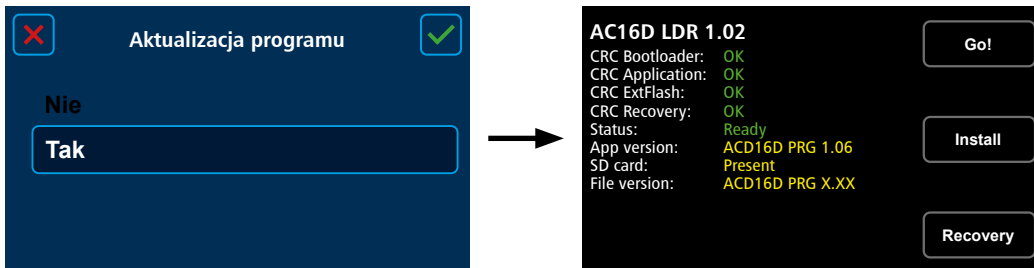 Aktualizacja programu
Nie
Tak
AC16D LDR 1.02
CRC Bootloader: OK
CRC Application: OK
CRC ExtFlash: OK
CRC Recovery: OK
Status: Ready
App version: ACD16D PRG 1.06
SD card: Present
File version: ACD16D PRG X.XX
Go!
Install
Recovery